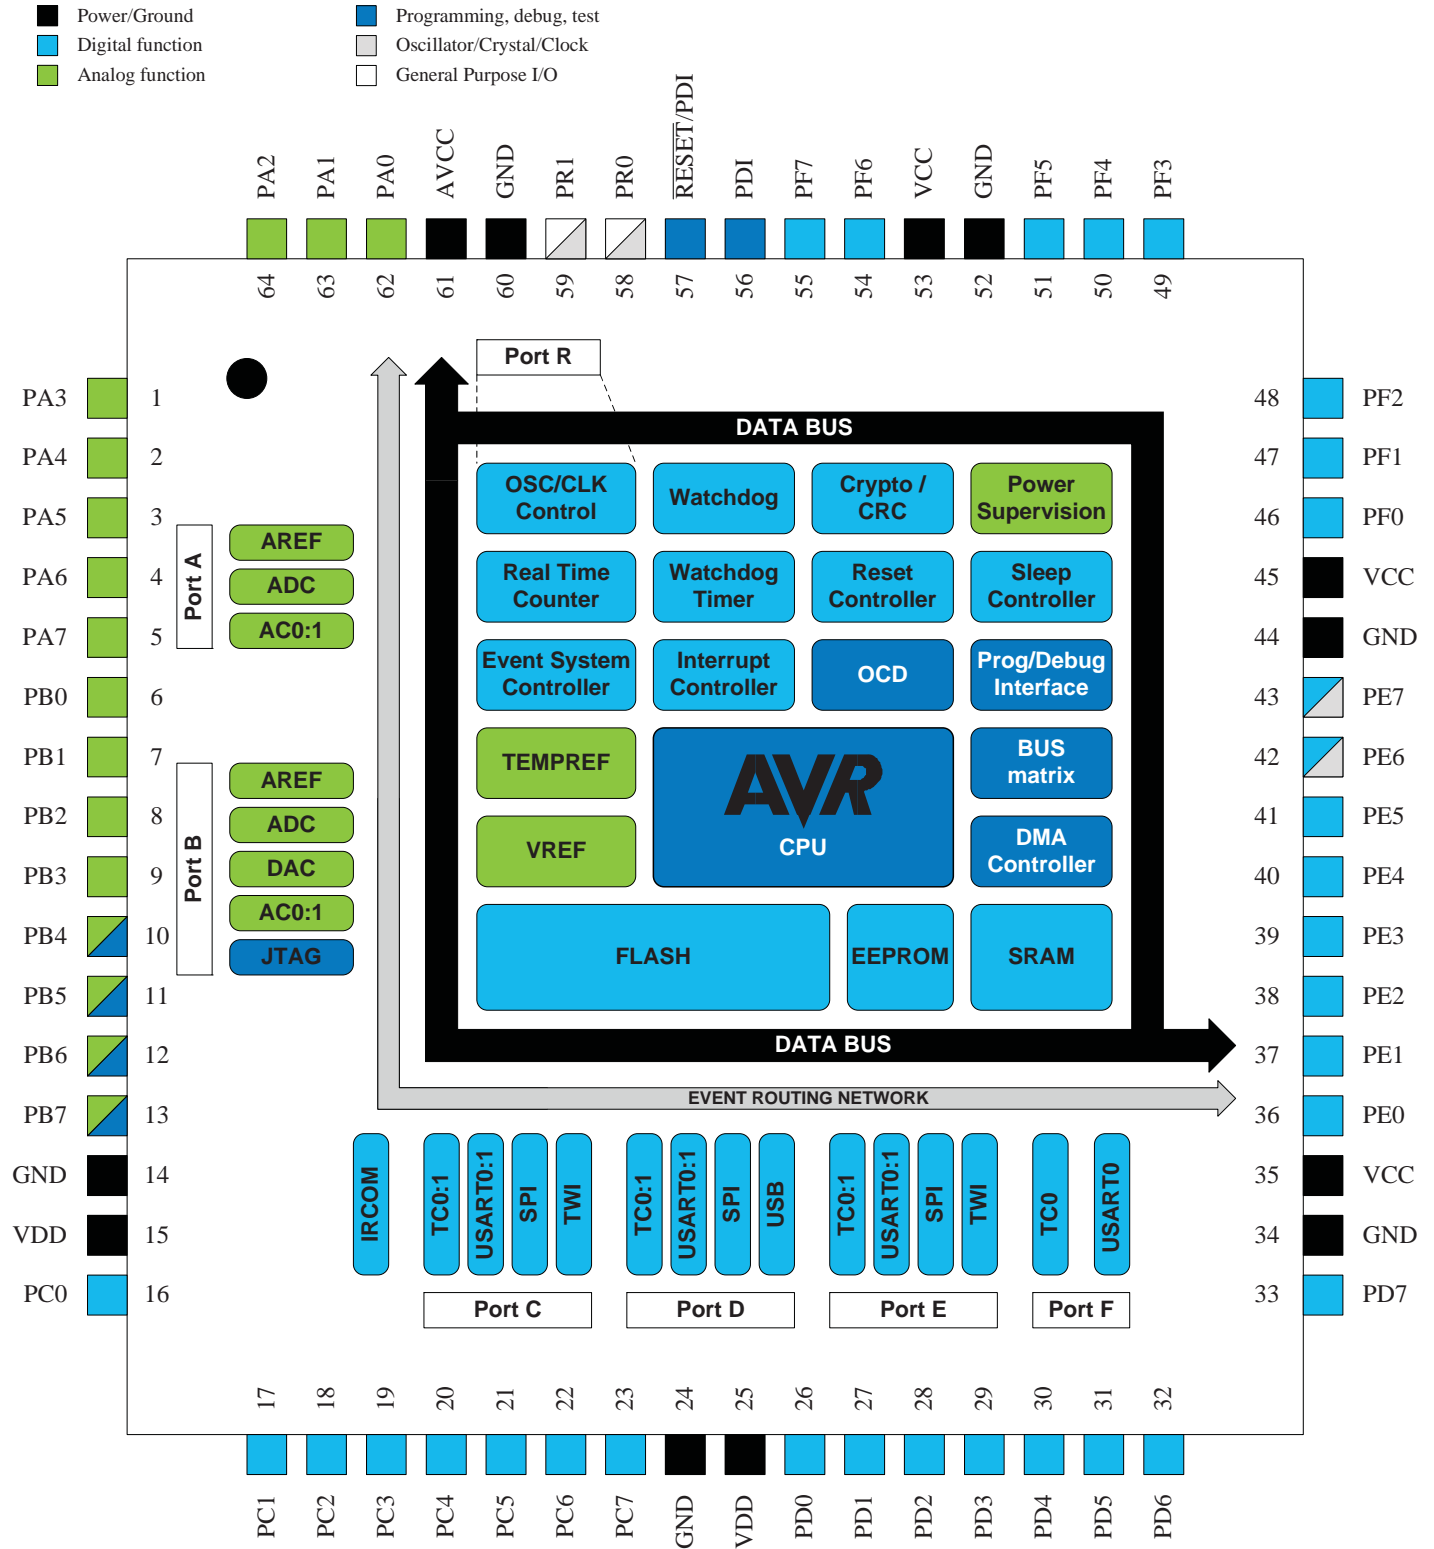 Power/Ground
Digital function
Analog function
Programming, debug, test
Oscillator/Crystal/Clock
General Purpose I/O
PA2
PA1
PA0
AVCC
GND
PR1
PR0
RESET/PDI
PDI
PF7
PF6
VCC
GND
PF5
PF4
PF3
64
63
62
61
60
59
58
57
56
55
54
53
52
51
50
49
PA3 1
PA4 2
PA5 3
PA6 4
PA7 5
PB0 6
PB1 7
PB2 8
PB3 9
PB4 10
PB5 11
PB6 12
PB7 13
GND 14
VDD 15
PC0 16
Port A
AREF
ADC
AC0:1
Port B
AREF
ADC
DAC
AC0:1
JTAG
Port R
DATA BUS
OSC/CLK
Control
Watchdog
Crypto /
CRC
Power
Supervision
Real Time
Counter
Watchdog
Timer
Reset
Controller
Sleep
Controller
Event System
Controller
Interrupt
Controller
OCD
Prog/Debug
Interface
TEMPREF
AVR
CPU
BUS
matrix
VREF
DMA
Controller
FLASH
EEPROM
SRAM
DATA BUS
EVENT ROUTING NETWORK
IRCOM
TC0:1
USART0:1
SPI
TWI
TC0:1
USART0:1
SPI
USB
TC0:1
USART0:1
SPI
TWI
TC0
USART0
Port C
Port D
Port E
Port F
48 PF2
47 PF1
46 PF0
45 VCC
44 GND
43 PE7
42 PE6
41 PE5
40 PE4
39 PE3
38 PE2
37 PE1
36 PE0
35 VCC
34 GND
33 PD7
17
18
19
20
21
22
23
24
25
26
27
28
29
30
31
32
PC1
PC2
PC3
PC4
PC5
PC6
PC7
GND
VDD
PD0
PD1
PD2
PD3
PD4
PD5
PD6